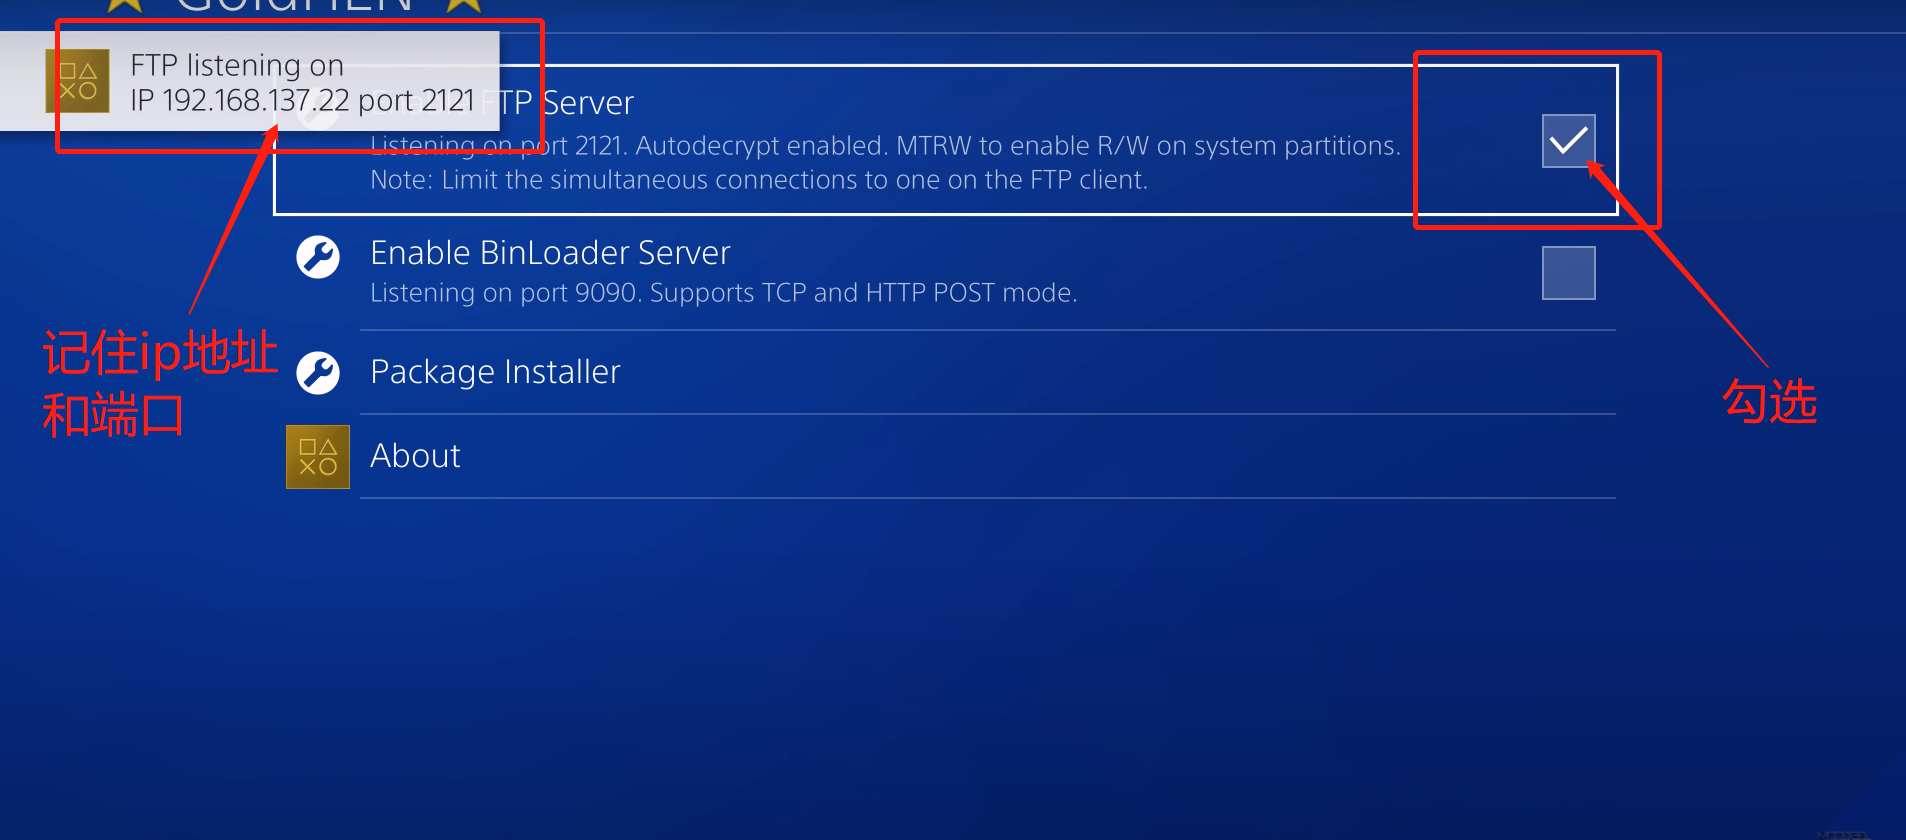 GoldHEN
FTP listening on
IP 192.168.137.22 port 2121
Enable FTP Server
Listening on port 2121. Autodecrypt enabled. MTRW to enable R/W on system partitions.
Note: Limit the simultaneous connections to one on the FTP client.
Enable BinLoader Server
Listening on port 9090. Supports TCP and HTTP POST mode.
记住ip地址
和端口
Package Installer
勾选
About